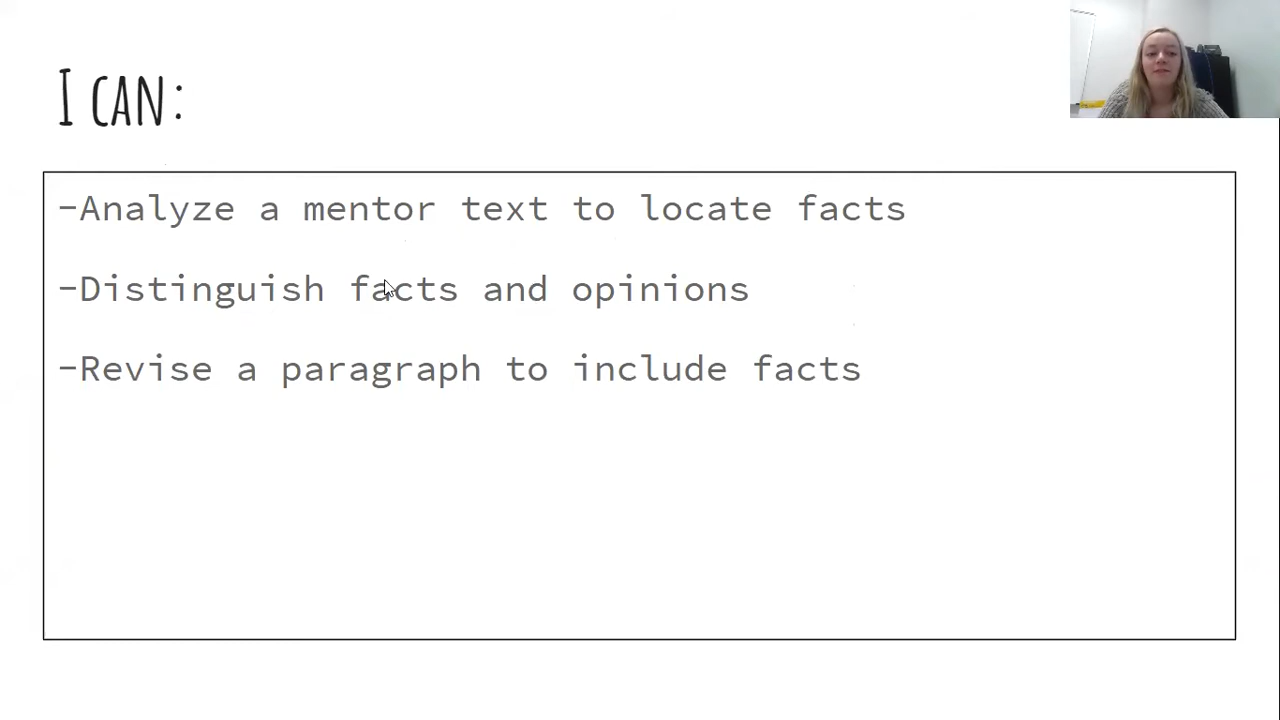 I can:
-Analyze a mentor text to locate facts
-Distinguish facts and opinions
-Revise a paragraph to include facts